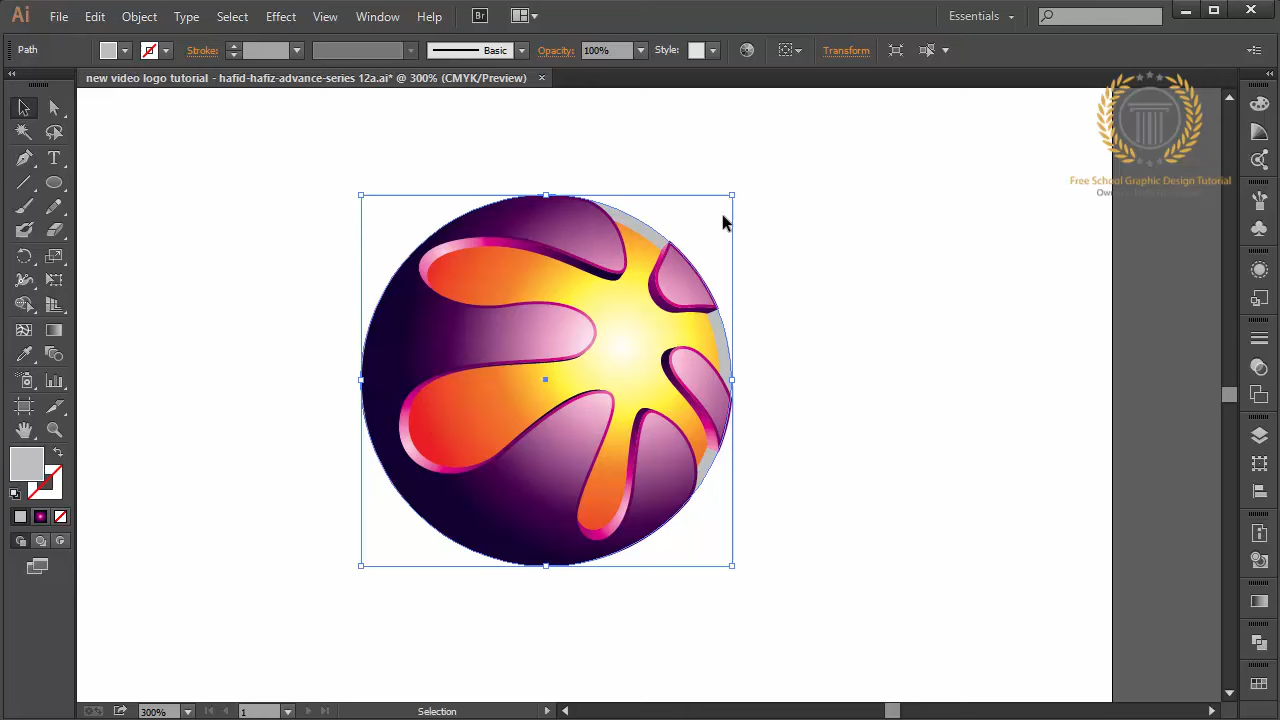 Ai File Edit Object Type Select Effect View Window Help Br Essentials
Path Stroke: Basic Opacity: 100% Style: Transform
new video logo tutorial - hafid-hafiz-advance-series 12a.ai* @ 300% (CMYK/Preview)
Free School Graphic Design Tutorial
300% 1 Selection